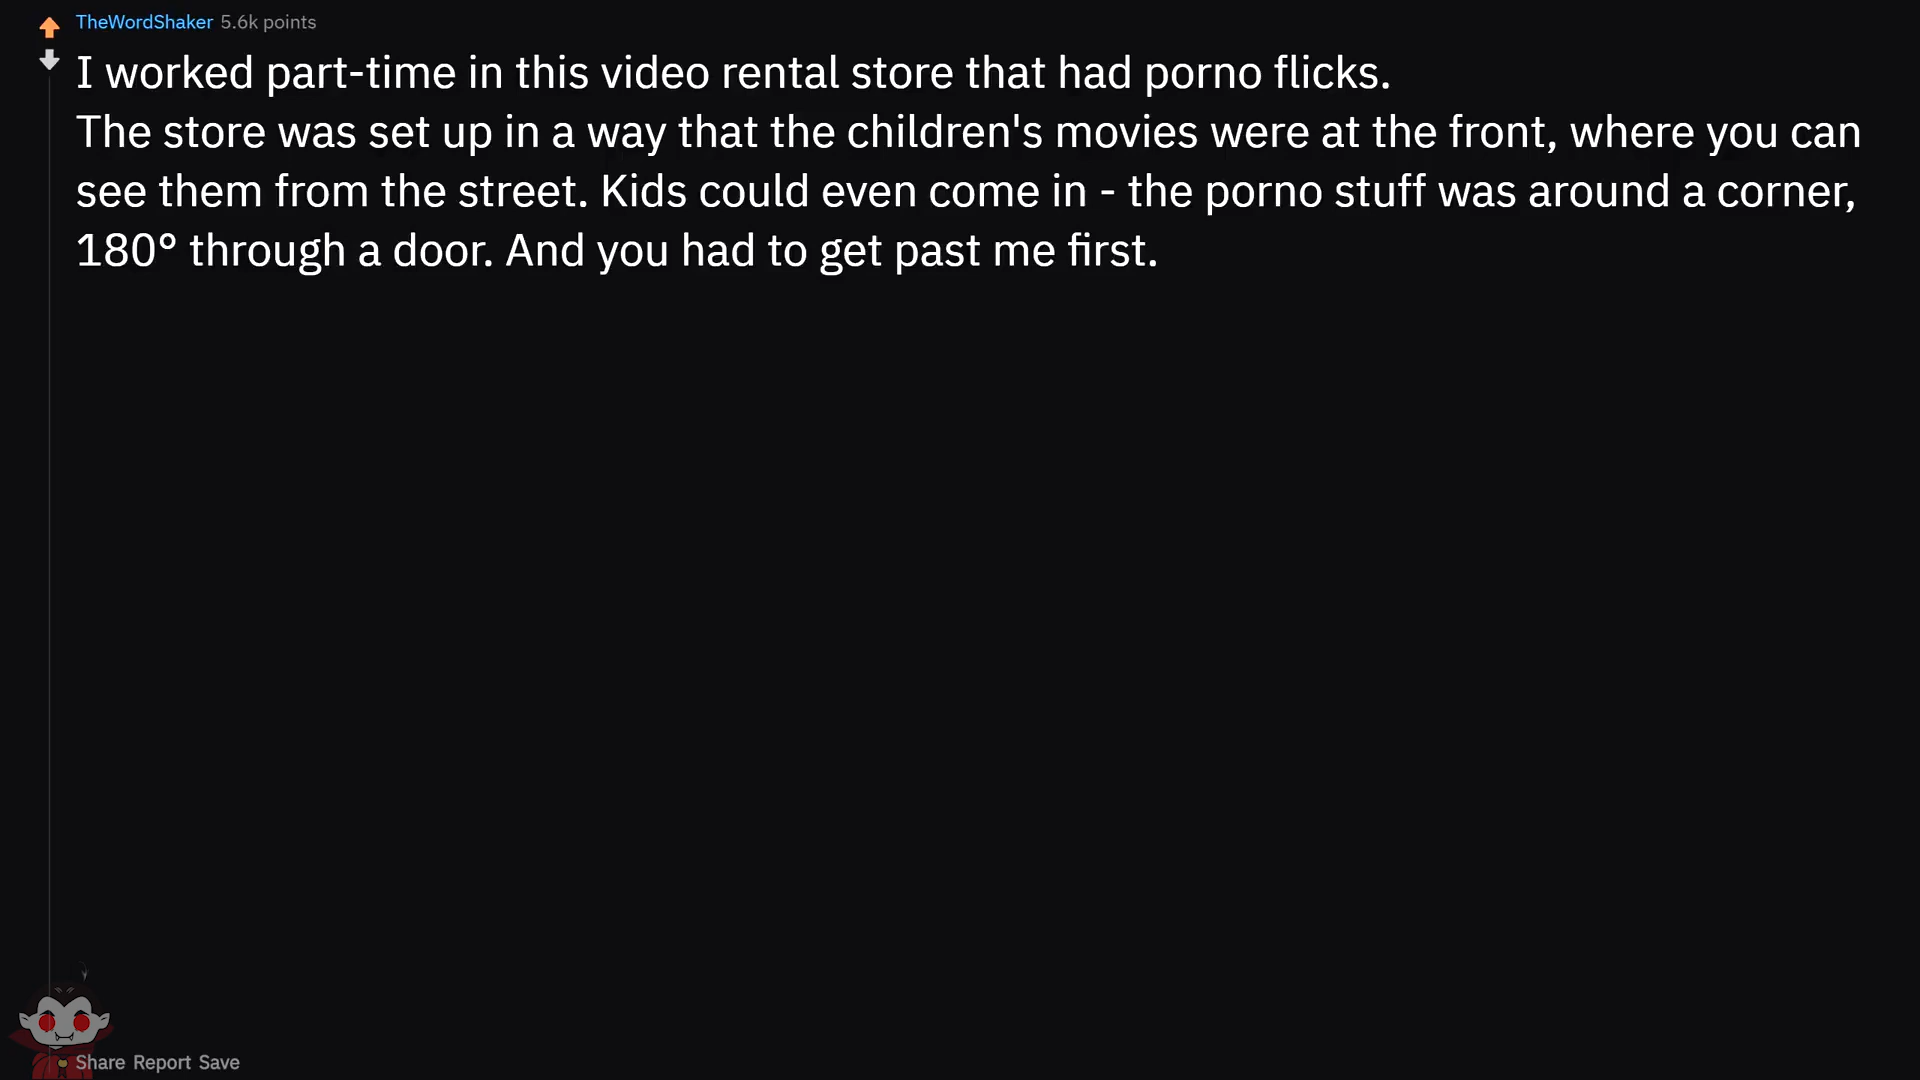 TheWordShaker 5.6k points
I worked part-time in this video rental store that had porno flicks.
The store was set up in a way that the children's movies were at the front, where you can
see them from the street. Kids could even come in - the porno stuff was around a corner,
180° through a door. And you had to get past me first.
Share Report Save